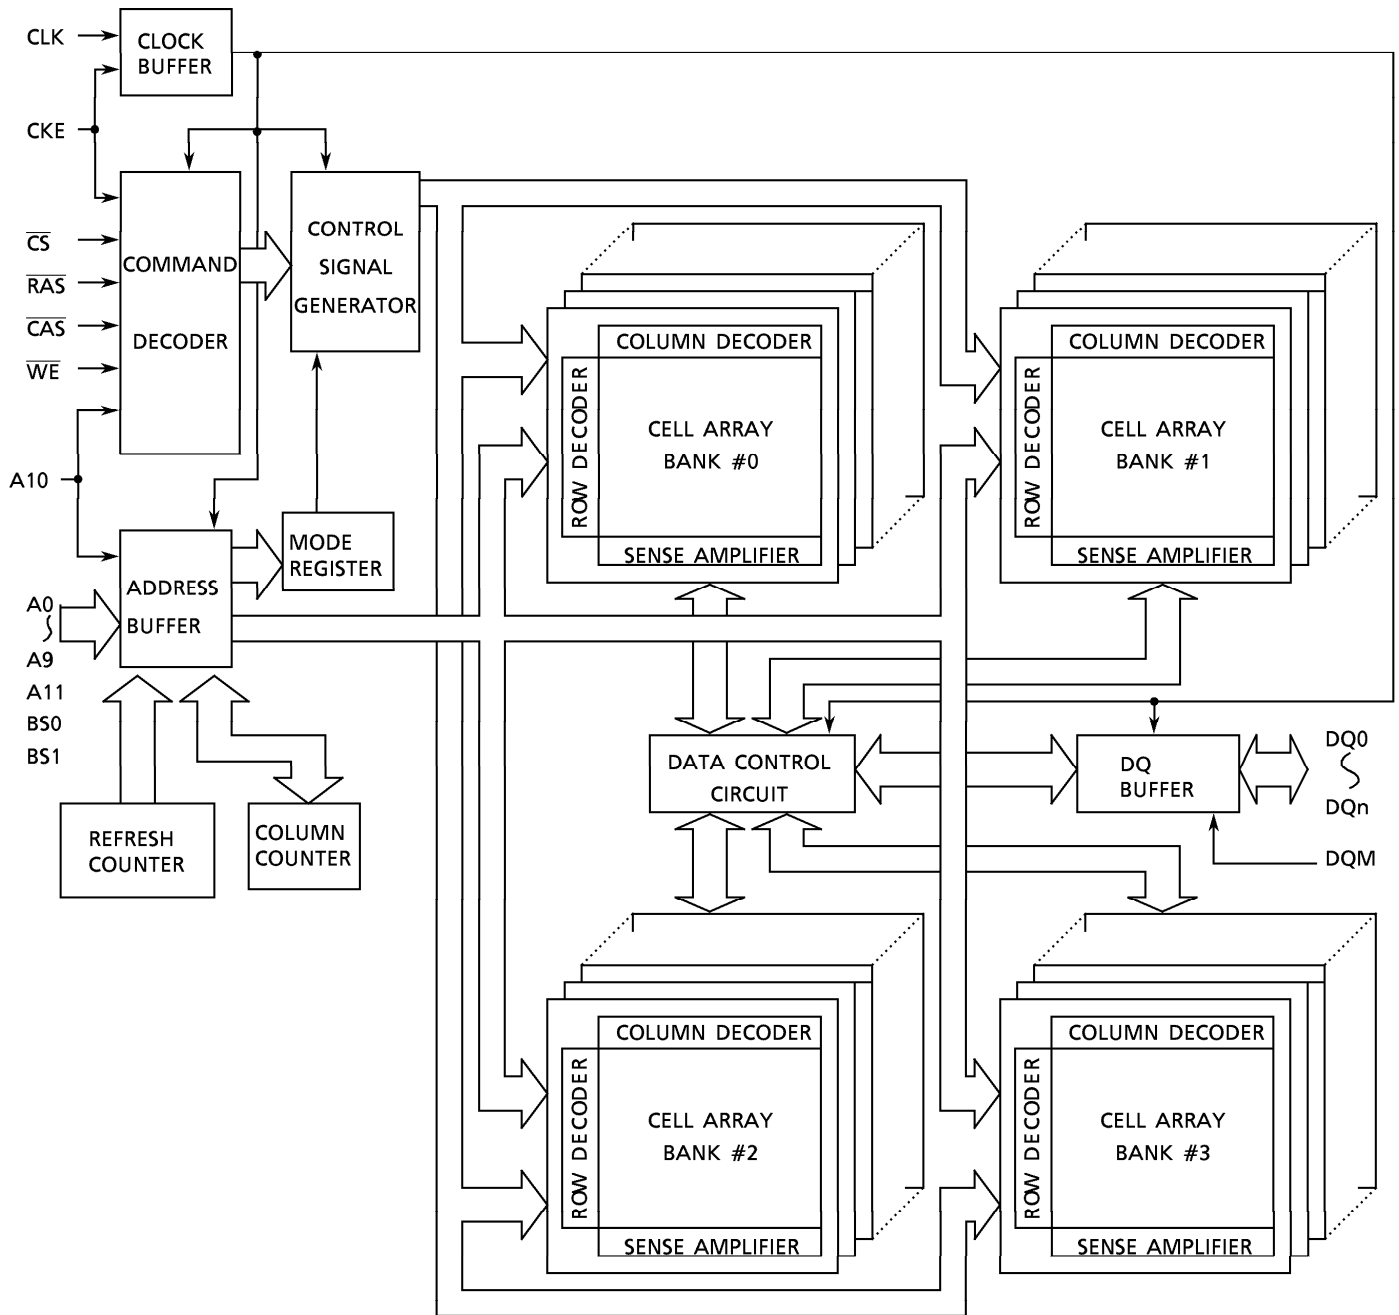 CLK
CLOCK
BUFFER
CKE
CS
RAS
CAS
WE
COMMAND
DECODER
CONTROL
SIGNAL
GENERATOR
A10
MODE
REGISTER
ADDRESS
BUFFER
A0
A9
A11
BS0
BS1
REFRESH
COUNTER
COLUMN
COUNTER
COLUMN DECODER
ROW DECODER
CELL ARRAY
BANK #0
SENSE AMPLIFIER
COLUMN DECODER
ROW DECODER
CELL ARRAY
BANK #1
SENSE AMPLIFIER
DATA CONTROL
CIRCUIT
DQ
BUFFER
DQ0
DQn
DQM
COLUMN DECODER
ROW DECODER
CELL ARRAY
BANK #2
SENSE AMPLIFIER
COLUMN DECODER
ROW DECODER
CELL ARRAY
BANK #3
SENSE AMPLIFIER